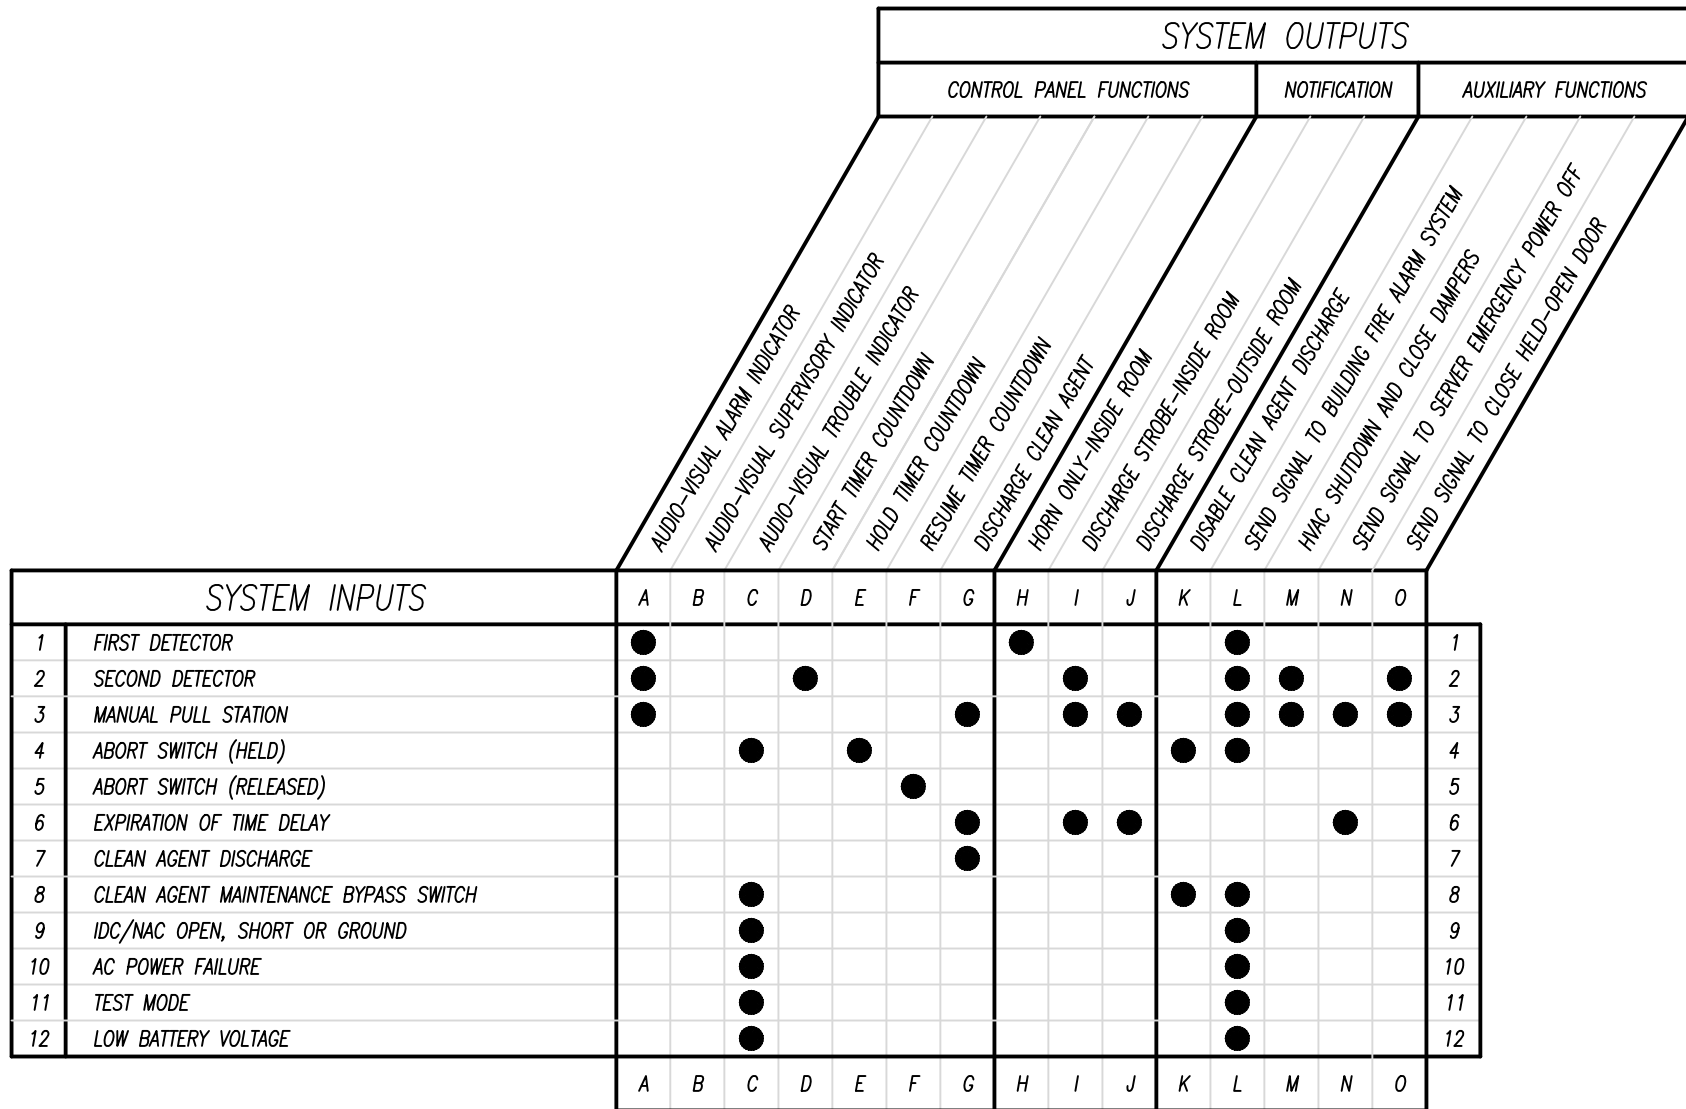 SYSTEM OUTPUTS
CONTROL PANEL FUNCTIONS
NOTIFICATION
AUXILIARY FUNCTIONS
AUDIO-VISUAL ALARM INDICATOR
AUDIO-VISUAL SUPERVISORY INDICATOR
AUDIO-VISUAL TROUBLE INDICATOR
START TIMER COUNTDOWN
HOLD TIMER COUNTDOWN
RESUME TIMER COUNTDOWN
DISCHARGE CLEAN AGENT
HORN ONLY-INSIDE ROOM
DISCHARGE STROBE-INSIDE ROOM
DISCHARGE STROBE-OUTSIDE ROOM
DISABLE CLEAN AGENT DISCHARGE
SEND SIGNAL TO BUILDING FIRE ALARM SYSTEM
HVAC SHUTDOWN AND CLOSE DAMPERS
SEND SIGNAL TO SERVER EMERGENCY POWER OFF
SEND SIGNAL TO CLOSE HELD-OPEN DOOR
SYSTEM INPUTS A B C D E F G H I J K L M N O
1 FIRST DETECTOR 1
2 SECOND DETECTOR 2
3 MANUAL PULL STATION 3
4 ABORT SWITCH (HELD) 4
5 ABORT SWITCH (RELEASED) 5
6 EXPIRATION OF TIME DELAY 6
7 CLEAN AGENT DISCHARGE 7
8 CLEAN AGENT MAINTENANCE BYPASS SWITCH 8
9 IDC/NAC OPEN, SHORT OR GROUND 9
10 AC POWER FAILURE 10
11 TEST MODE 11
12 LOW BATTERY VOLTAGE 12
A B C D E F G H I J K L M N O